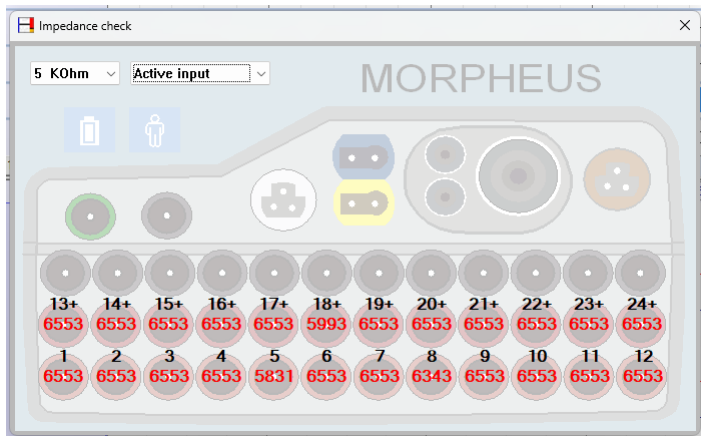 Impedance check
5 KOhm Active input
MORPHEUS
13+ 14+ 15+ 16+ 17+ 18+ 19+ 20+ 21+ 22+ 23+ 24+
6553 6553 6553 6553 6553 5993 6553 6553 6553 6553 6553 6553
1 2 3 4 5 6 7 8 9 10 11 12
6553 6553 6553 6553 5831 6553 6553 6343 6553 6553 6553 6553